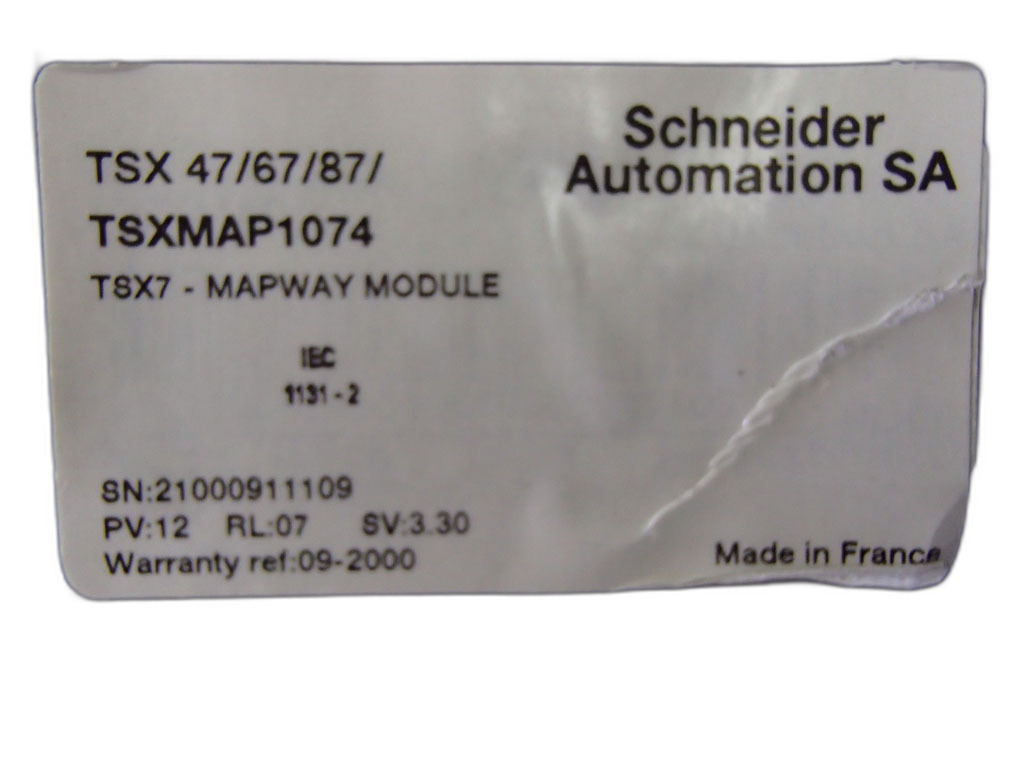 Schneider
Automation SA
TSX 47/67/87/
TSXMAP1074
TSX7 - MAPWAY MODULE
IEC
1131 - 2
SN:21000911109
PV:12 RL:07 SV:3.30
Warranty ref:09-2000
Made in France